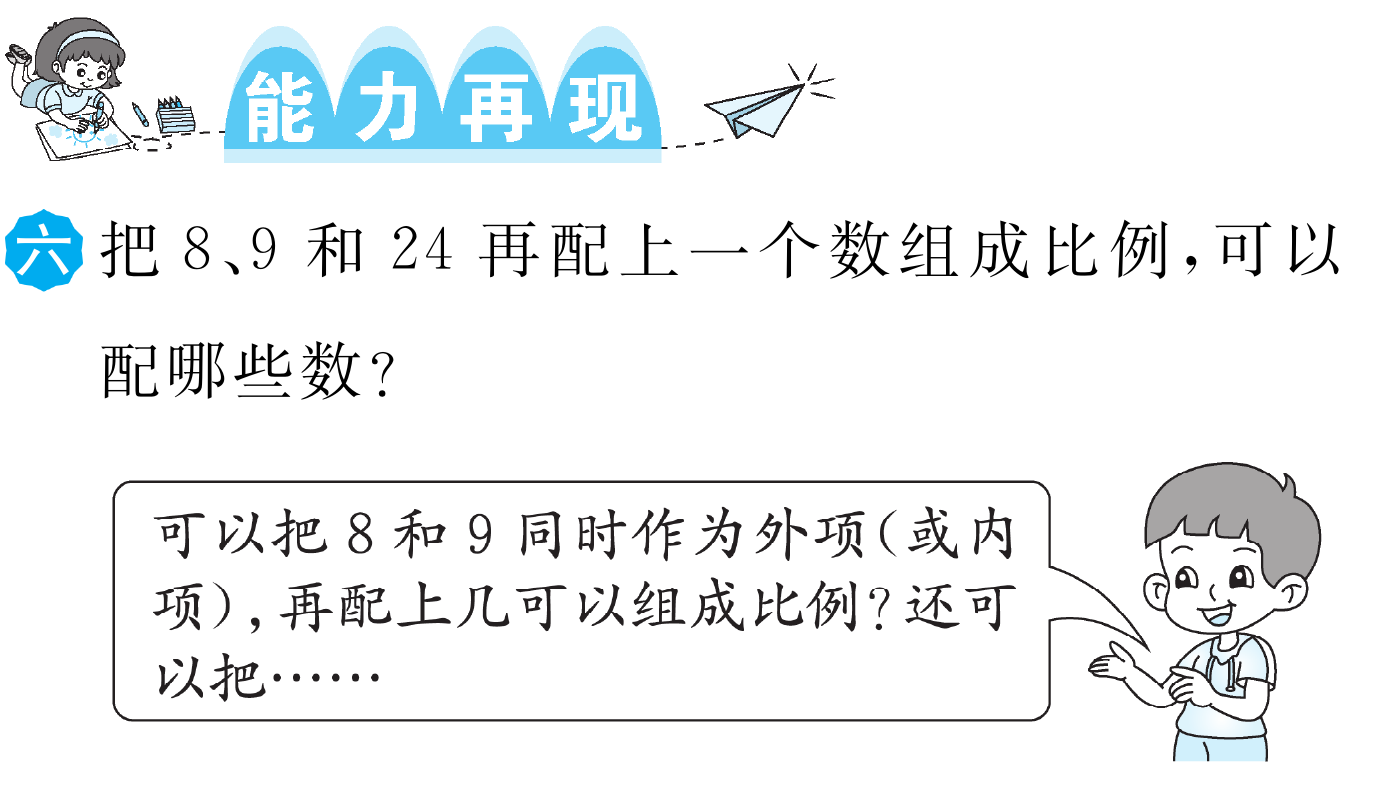 能力再现
六 把 8、9 和 24 再配上一个数组成比例,可以
配哪些数?
可以把 8 和 9 同时作为外项(或内
项),再配上几可以组成比例?还可
以把……